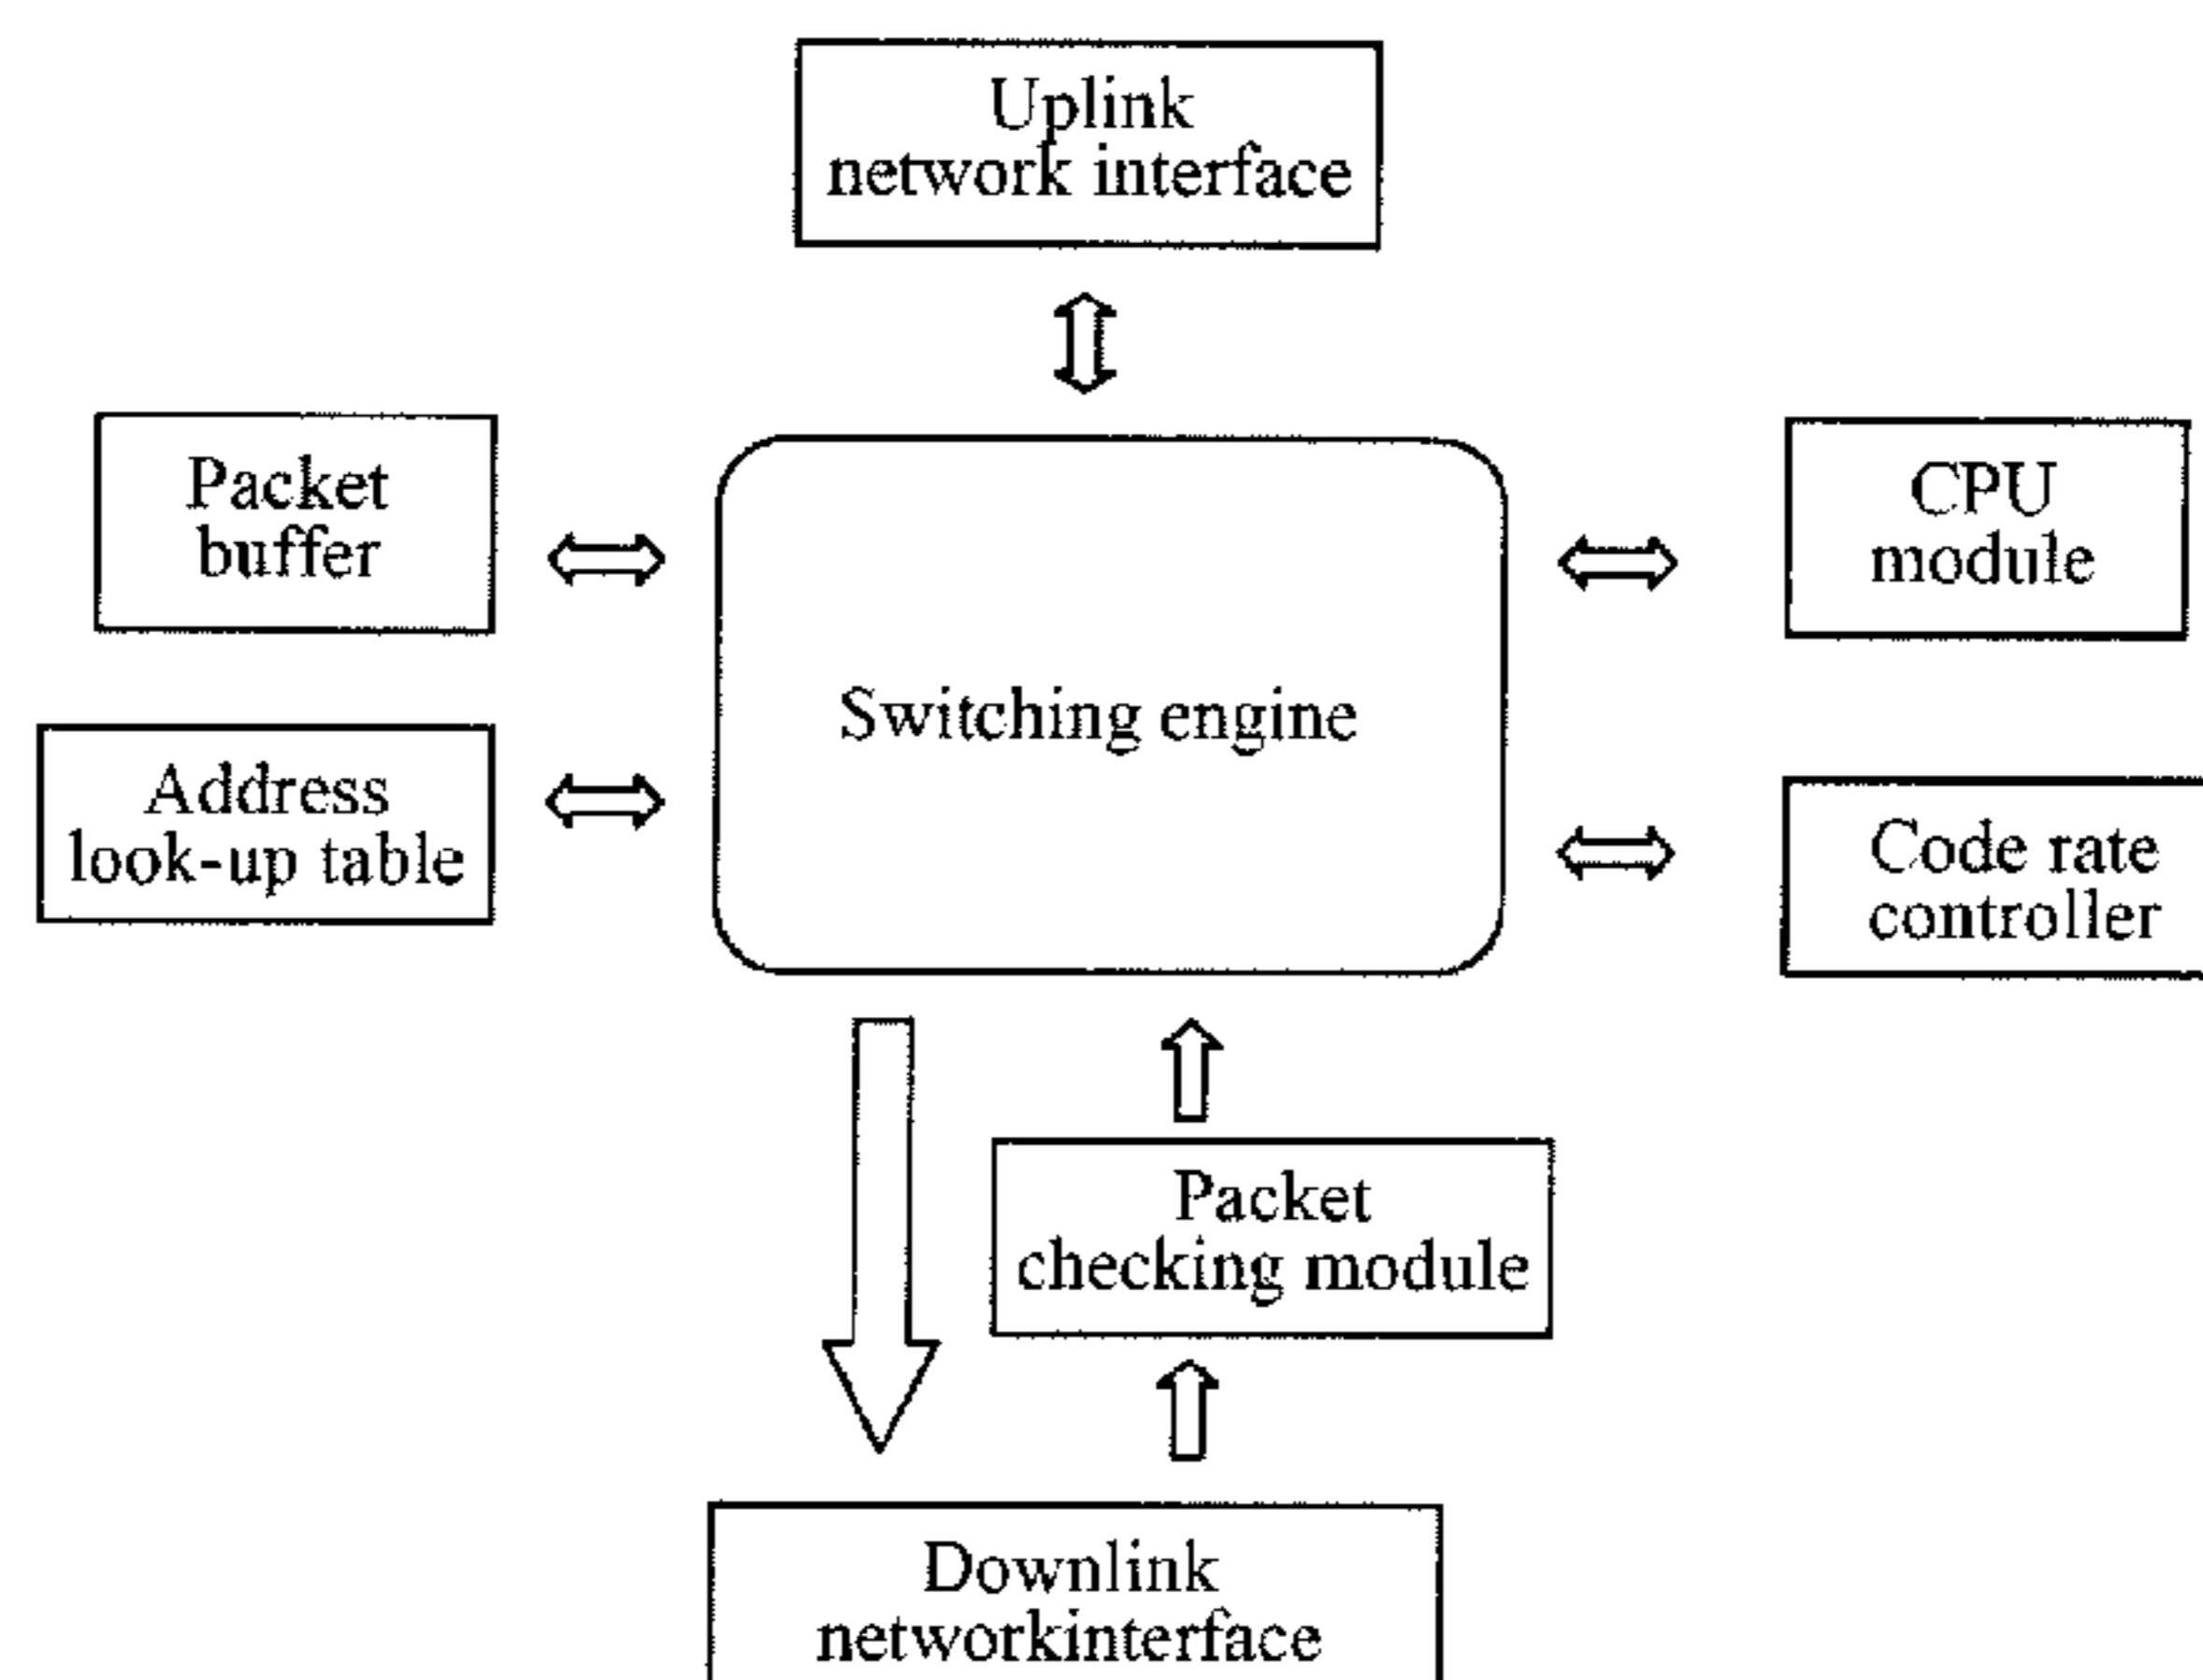 Uplink
network interface
Packet
buffer
CPU
module
Switching engine
Address
look-up table
Code rate
controller
Packet
checking module
Downlink
networkinterface